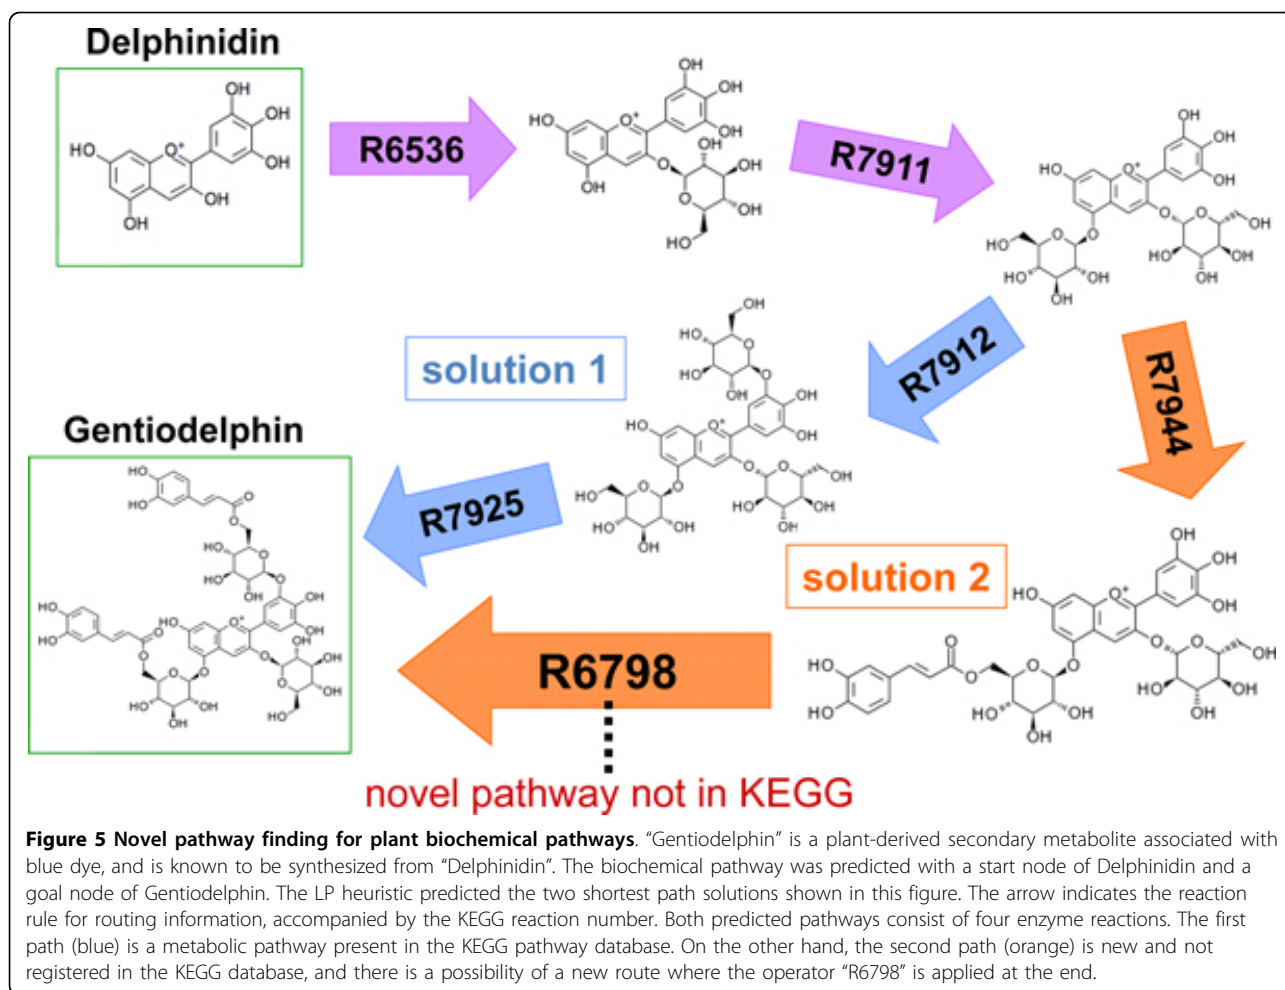 Delphinidin
R6536
R7911
solution 1
R7912
R7944
Gentiodelphin
R7925
solution 2
R6798
novel pathway not in KEGG
Figure 5 Novel pathway finding for plant biochemical pathways. “Gentiodelphin” is a plant-derived secondary metabolite associated with
blue dye, and is known to be synthesized from “Delphinidin”. The biochemical pathway was predicted with a start node of Delphinidin and a
goal node of Gentiodelphin. The LP heuristic predicted the two shortest path solutions shown in this figure. The arrow indicates the reaction
rule for routing information, accompanied by the KEGG reaction number. Both predicted pathways consist of four enzyme reactions. The first
path (blue) is a metabolic pathway present in the KEGG pathway database. On the other hand, the second path (orange) is new and not
registered in the KEGG database, and there is a possibility of a new route where the operator “R6798” is applied at the end.